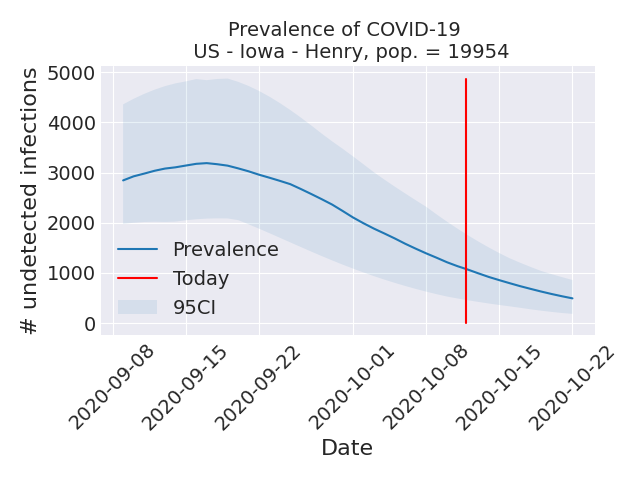 Prevalence of COVID-19
US - Iowa - Henry, pop. = 19954
# undetected infections
5000
4000
3000
2000
1000
0
Prevalence
Today
95CI
2020-09-08
2020-09-15
2020-09-22
2020-10-01
2020-10-08
2020-10-15
2020-10-22
Date